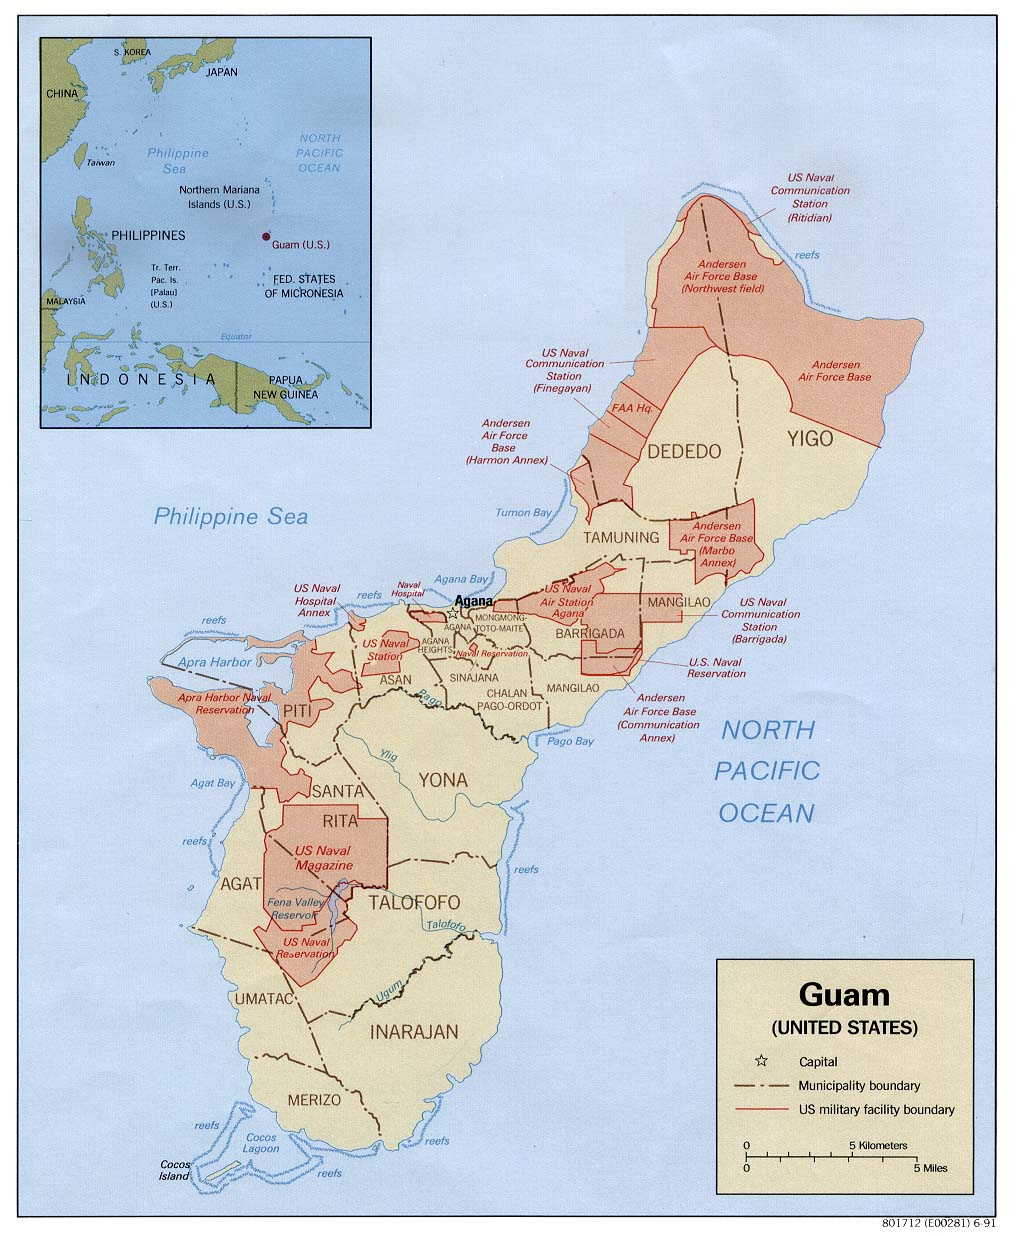 S. KOREA
JAPAN
CHINA
NORTH
PACIFIC
OCEAN
Philippine
Sea
Taiwan
Northern Mariana
Islands (U.S.)
PHILIPPINES
Guam (U.S.)
Tr. Terr.
Pac. Is.
[Palau]
(U.S.)
FED. STATES
OF MICRONESIA
MALAYSIA
Equator
INDONESIA
PAPUA
NEW GUINEA
US Naval
Communication
Station
(Ritidian)
reefs
Andersen
Air Force Base
(Northwest field)
US Naval
Communication
Station
(Finegayan)
Andersen
Air Force Base
FAA Hq.
Andersen
Air Force
Base
(Harmon Annex)
DEDEDO
YIGO
Philippine Sea
Tumon Bay
TAMUNING
Andersen
Air Force Base
(Marbo
Annex)
Agana Bay
US Naval
Hospital
Annex
reefs
Naval
Hospital
Agana
US Naval
Air Station
Agana
MANGILAO
US Naval
Communication
Station
(Barrigada)
reefs
Apra Harbor
US Naval
Station
AGANA
MONGMONG-
TOTO-MAITE
AGANA
HEIGHTS
Naval Reservation
BARRIGADA
U.S. Naval
Reservation
ASAN
SINAJANA
CHALAN
PAGO-ORDOT
MANGILAO
Andersen
Air Force Base
(Communication
Annex)
Apra Harbor Naval
Reservation
PITI
Pago
Pago Bay
NORTH
PACIFIC
OCEAN
Ylig
YONA
Agat Bay
SANTA
RITA
reefs
US Naval
Magazine
reefs
AGAT
Fena Valley
Reservoir
TALOFOFO
Talofofo
US Naval
Reservation
UMATAC
Ugum
INARAJAN
MERIZO
reefs
Cocos
Lagoon
reefs
Cocos
Island
reefs
Guam
(UNITED STATES)
Capital
Municipality boundary
US military facility boundary
0 5 Kilometers
0 5 Miles
801712 (E00281) 6-91